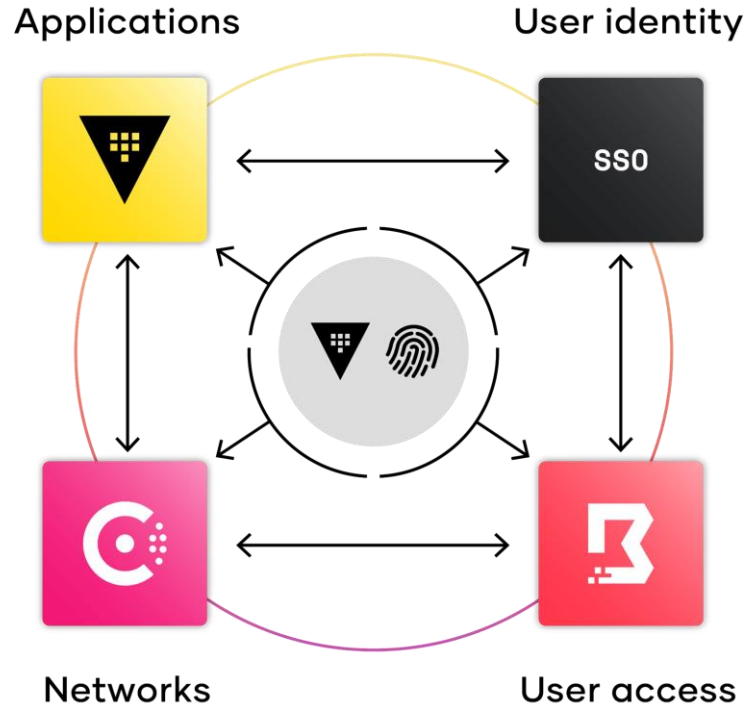 Applications
User identity
SSO
Networks
User access